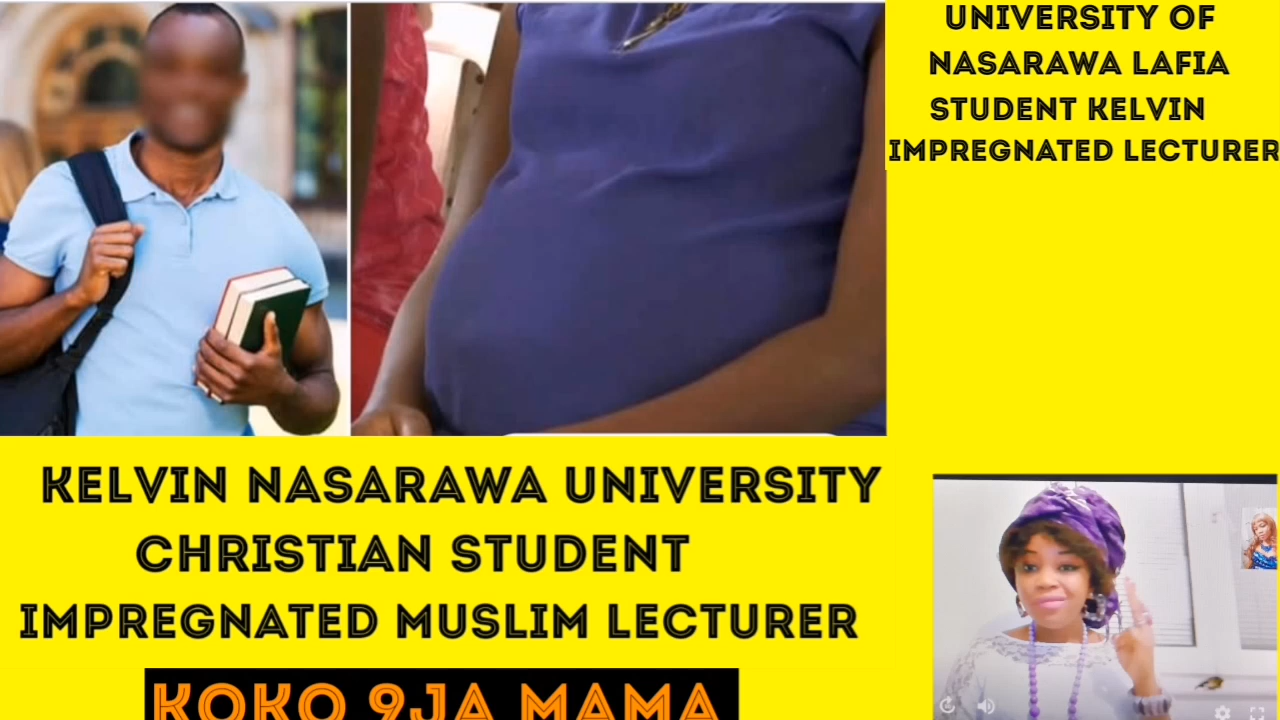 UNIVERSITY OF
NASARAWA LAFIA
STUDENT KELVIN
IMPREGNATED LECTURER
KELVIN NASARAWA UNIVERSITY
CHRISTIAN STUDENT
IMPREGNATED MUSLIM LECTURER
KOKO 9JA MAMA